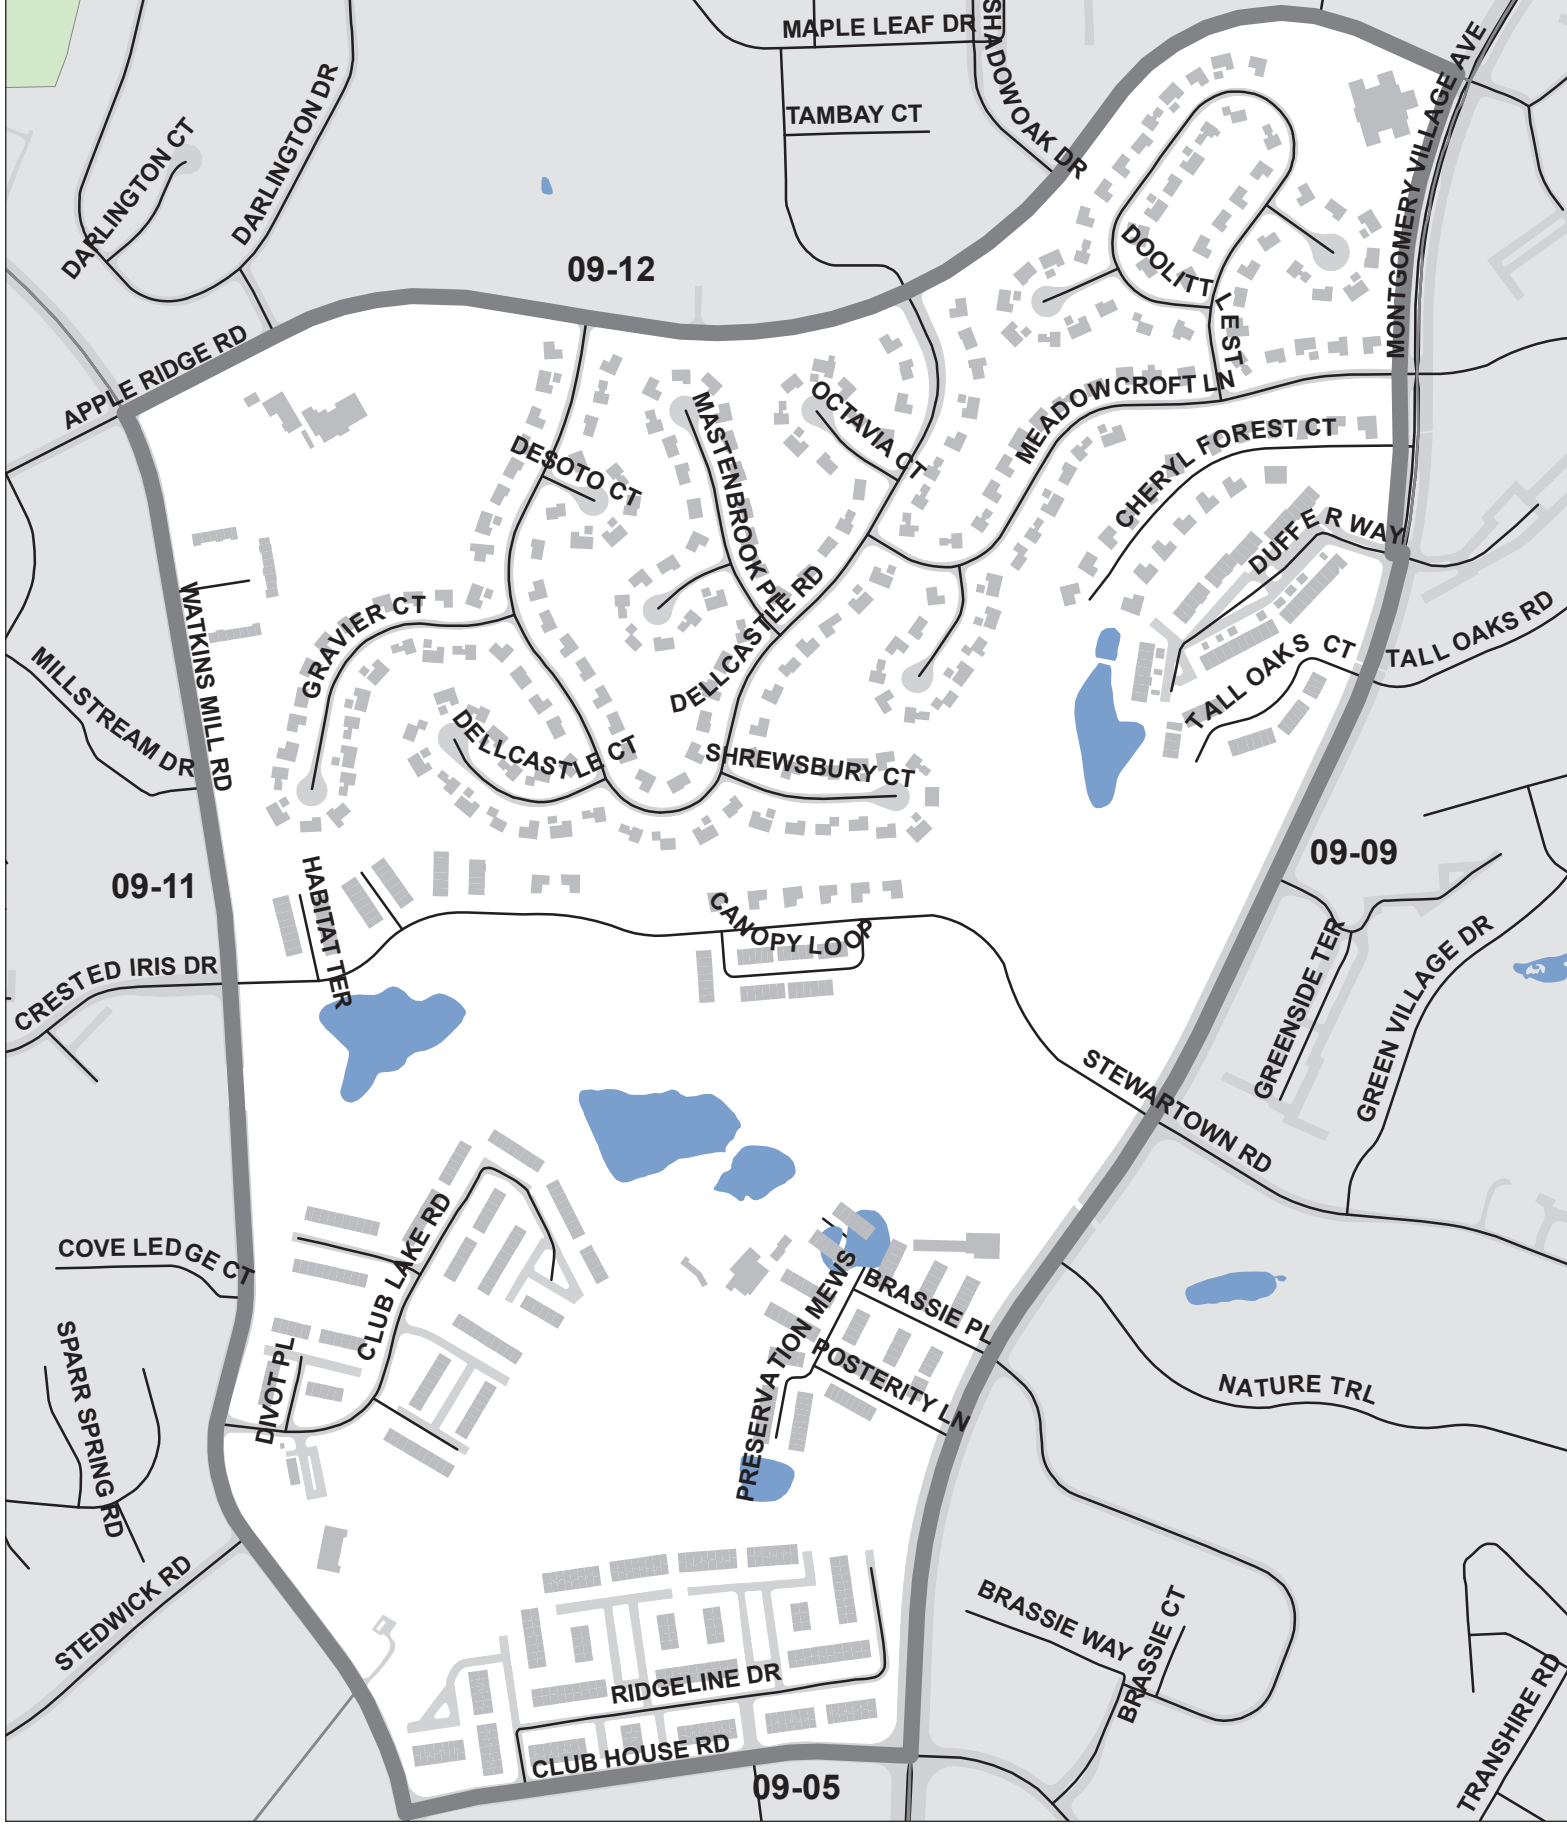 MAPLE LEAF DR
SHADOWOAK DR
MONTGOMERY VILLAGE AVE
TAMBAY CT
DARLINGTON CT
DARLINGTON DR
09-12
DOOLITTLE ST
APPLE RIDGE RD
MEADOWCROFT LN
OCTAVIA CT
MASTENBROOK PL
DESOTO CT
CHERYL FOREST CT
DUFFER WAY
WATKINS MILL RD
GRAVIER CT
DELLCASTLE RD
TALL OAKS CT
TALL OAKS RD
MILLSTREAM DR
DELLCASTLE CT
SHREWSBURY CT
09-09
09-11
HABITAT TER
CANOPY LOOP
CRESTED IRIS DR
GREENSIDE TER
GREEN VILLAGE DR
STEWARTOWN RD
COVE LEDGE CT
CLUB LAKE RD
PRESERVATION MEWS
BRASSIE PL
POSTERITY LN
DIVOT PL
SPARR SPRING RD
NATURE TRL
STEDWICK RD
BRASSIE WAY
BRASSIE CT
RIDGELINE DR
CLUB HOUSE RD
TRANSHIRE RD
09-05